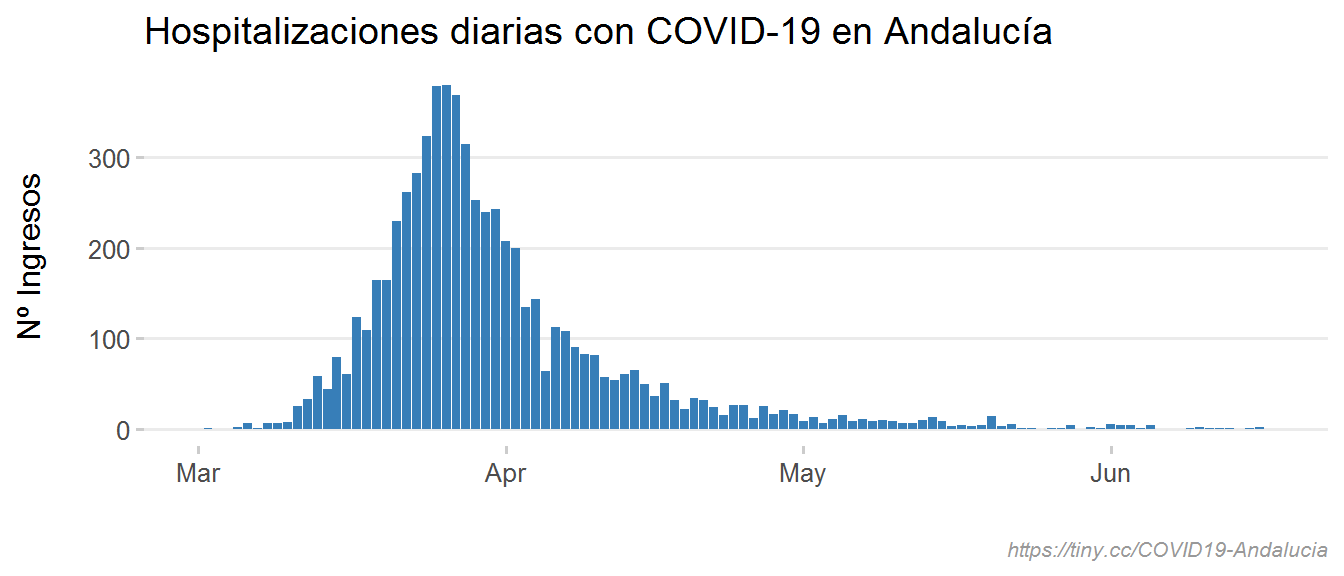 Hospitalizaciones diarias con COVID-19 en Andalucía
Nº Ingresos
300
200
100
0
Mar
Apr
May
Jun
https://tiny.cc/COVID19-Andalucia